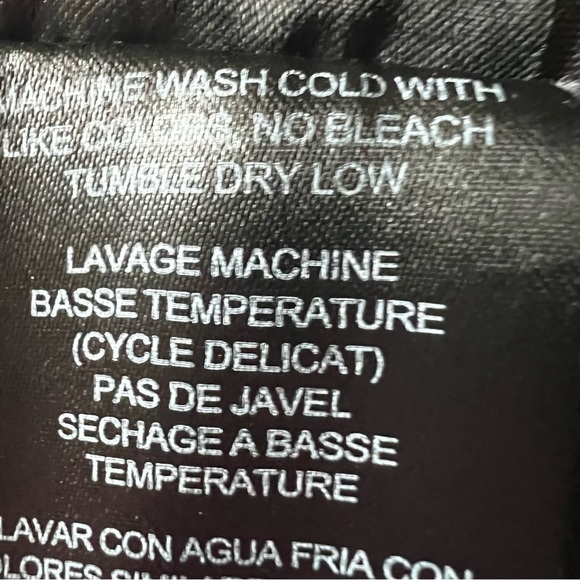 MACHINE WASH COLD WITH
LIKE COLORS, NO BLEACH
TUMBLE DRY LOW
LAVAGE MACHINE
BASSE TEMPERATURE
(CYCLE DELICAT)
PAS DE JAVEL
SECHAGE A BASSE
TEMPERATURE
LAVAR CON AGUA FRIA CON
COLORES